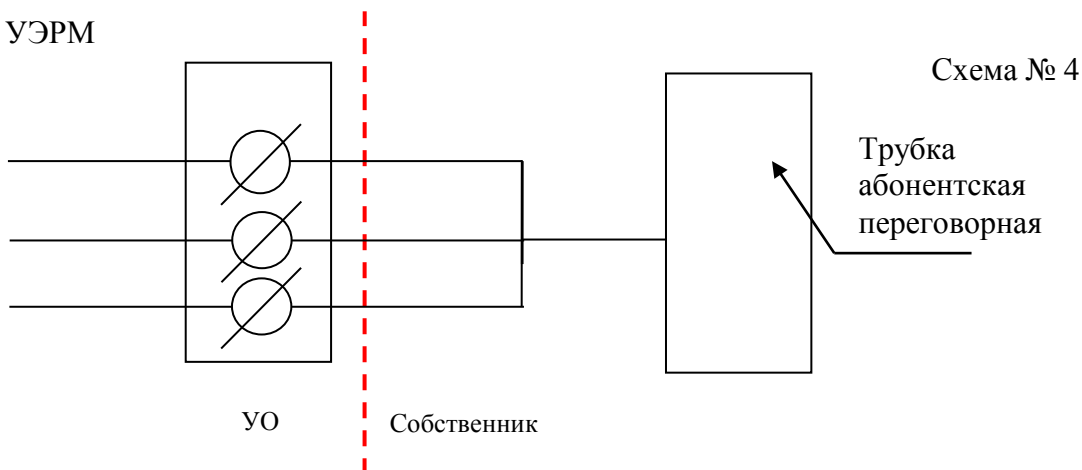 УЭРМ
Схема № 4
Трубка
абонентская
переговорная
УО
Собственник